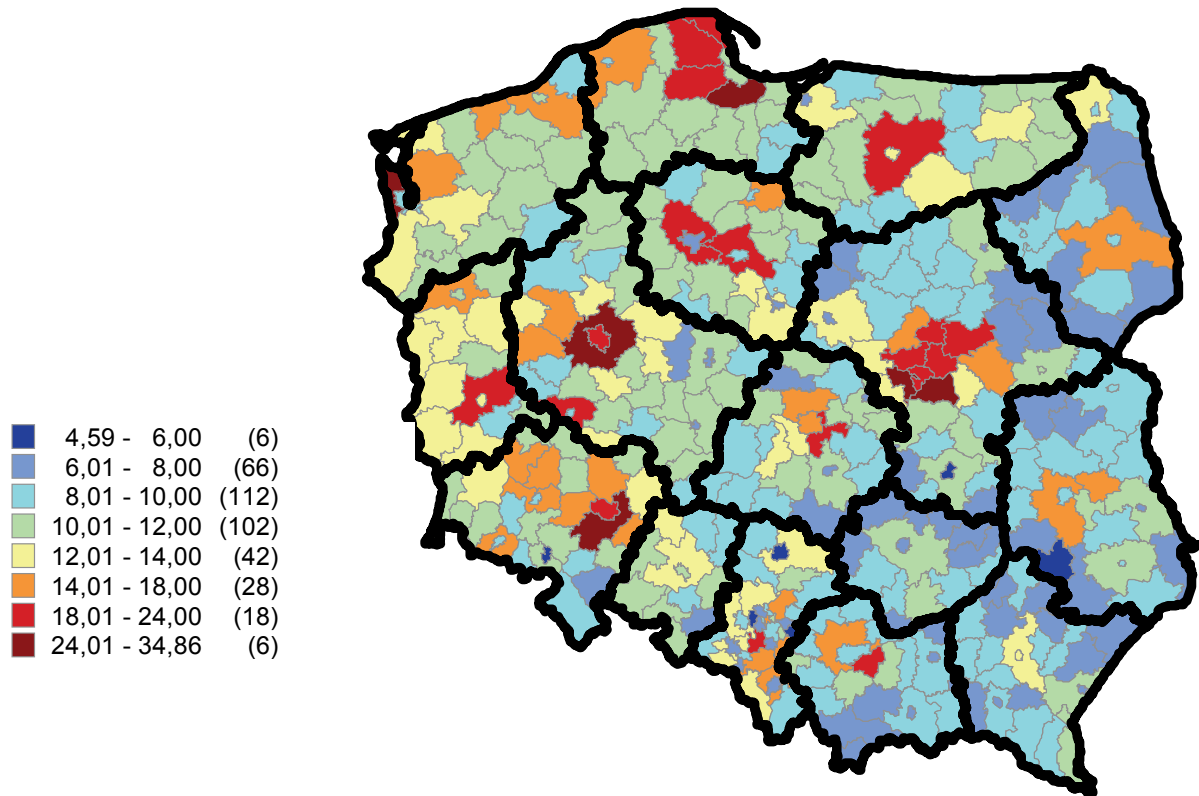 4,59 - 6,00 (6)
6,01 - 8,00 (66)
8,01 - 10,00 (112)
10,01 - 12,00 (102)
12,01 - 14,00 (42)
14,01 - 18,00 (28)
18,01 - 24,00 (18)
24,01 - 34,86 (6)